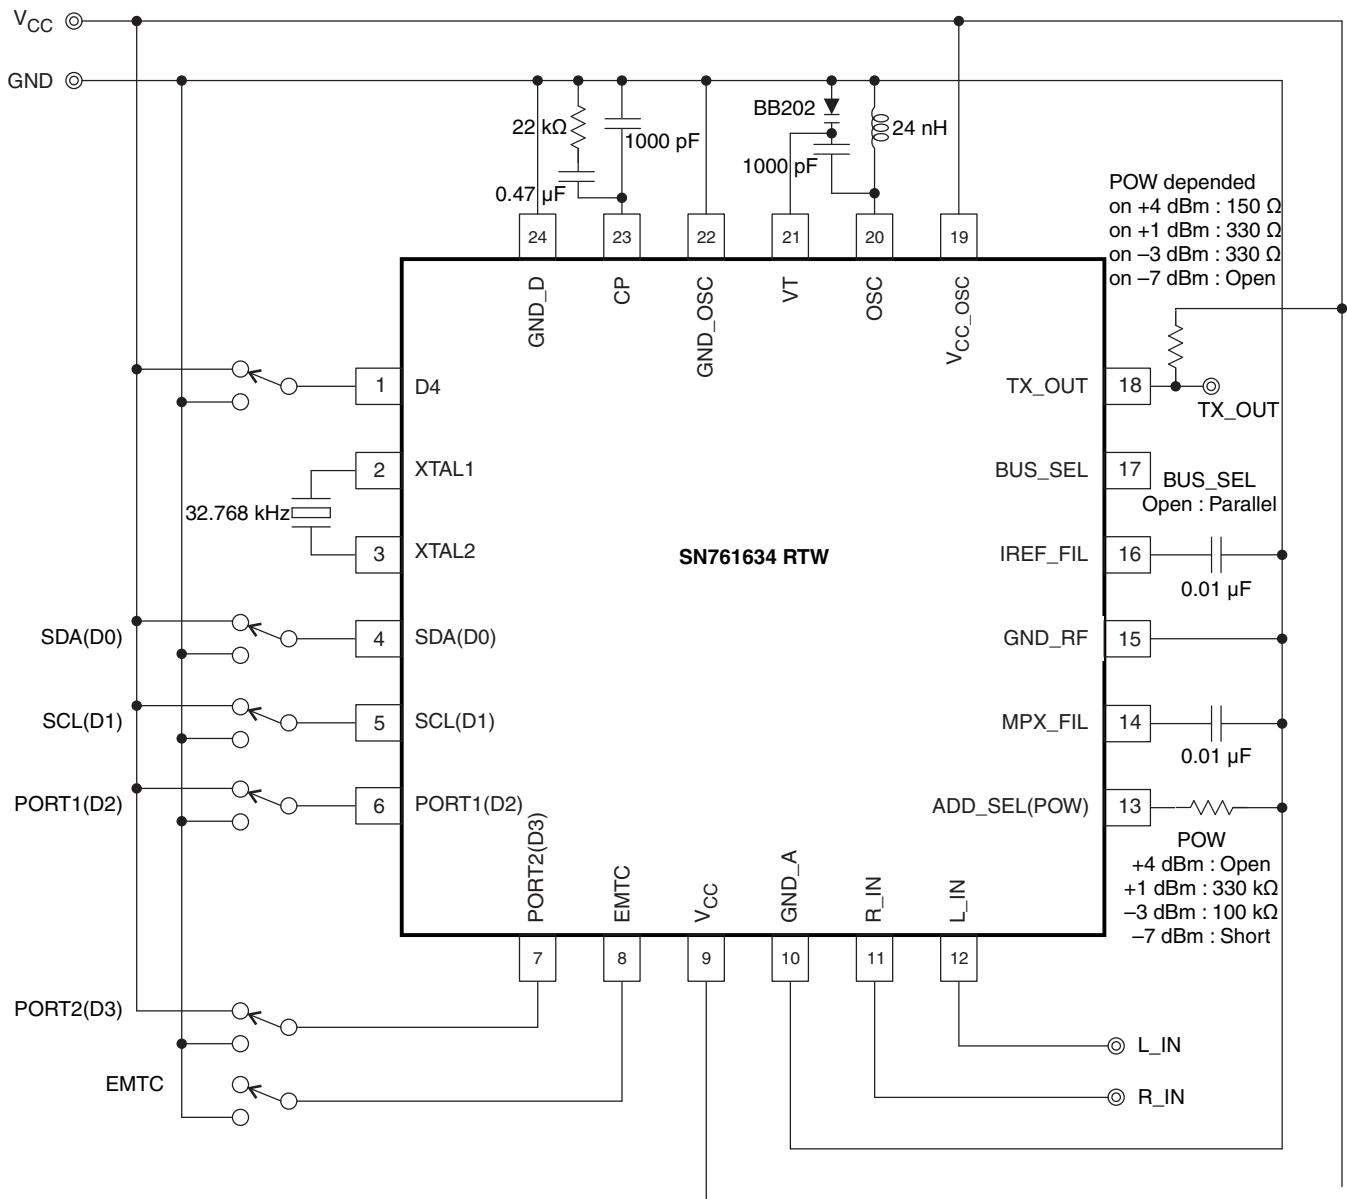 VCC
GND
22 kΩ
1000 pF
0.47 µF
BB202
1000 pF
24 nH
POW depended
on +4 dBm : 150 Ω
on +1 dBm : 330 Ω
on –3 dBm : 330 Ω
on –7 dBm : Open
24
23
22
21
20
19
GND_D
CP
GND_OSC
VT
OSC
VCC_OSC
1
D4
TX_OUT
18
TX_OUT
2
XTAL1
BUS_SEL
17
BUS_SEL
Open : Parallel
32.768 kHz
3
XTAL2
SN761634 RTW
IREF_FIL
16
0.01 µF
SDA(D0)
4
SDA(D0)
GND_RF
15
SCL(D1)
5
SCL(D1)
MPX_FIL
14
0.01 µF
PORT1(D2)
6
PORT1(D2)
ADD_SEL(POW)
13
POW
+4 dBm : Open
+1 dBm : 330 kΩ
–3 dBm : 100 kΩ
–7 dBm : Short
PORT2(D3)
EMTC
VCC
GND_A
R_IN
L_IN
7
8
9
10
11
12
PORT2(D3)
L_IN
EMTC
R_IN